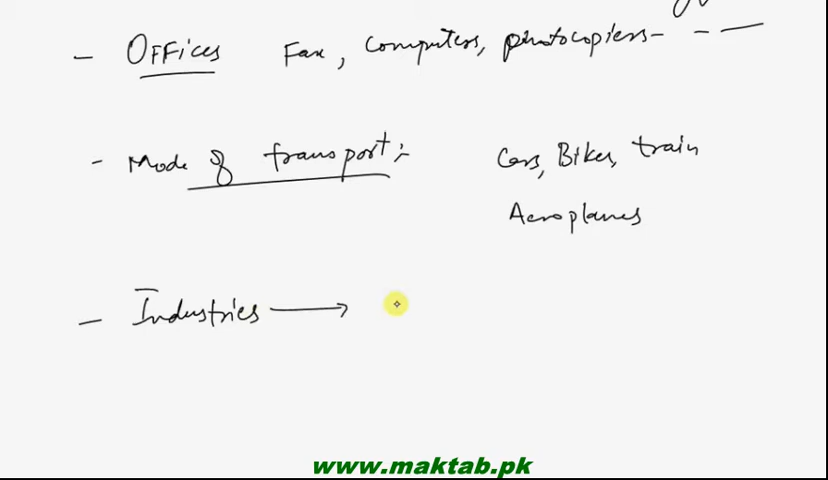 - Offices Fax, Computers, photocopiers - - —
- Mode of transport:- Cars, Bikes, train
Aeroplanes
- Industries →
www.maktab.pk